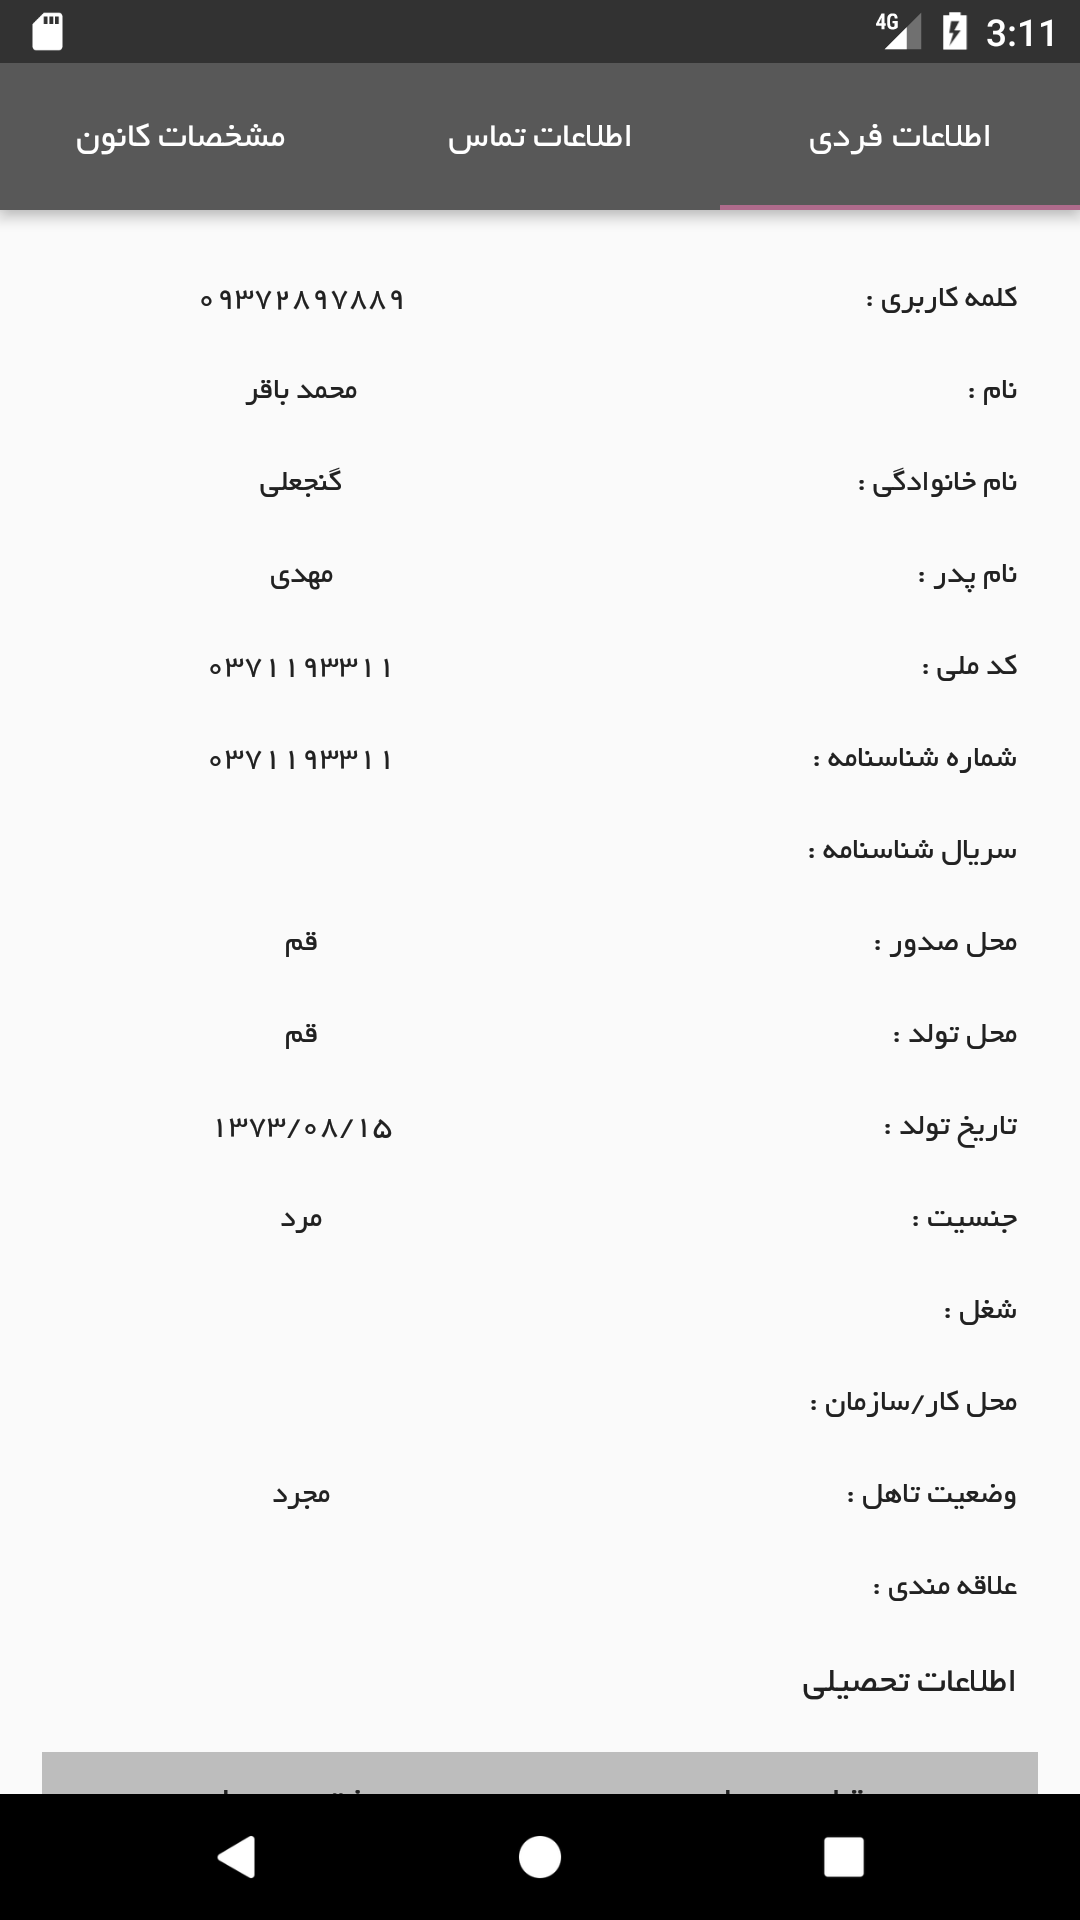 4G 3:11
اطلاعات فردی اطلاعات تماس مشخصات کانون
کلمه کاربری : ۰۹۳۷۲۸۹۷۸۸۹
نام : محمد باقر
نام خانوادگی : گنجعلی
نام پدر : مهدی
کد ملی : ۰۳۷۱۱۹۳۳۱۱
شماره شناسنامه : ۰۳۷۱۱۹۳۳۱۱
سریال شناسنامه :
محل صدور : قم
محل تولد : قم
تاریخ تولد : ۱۳۷۳/۰۸/۱۵
جنسیت : مرد
شغل :
محل کار/سازمان :
وضعیت تاهل : مجرد
علاقه مندی :
اطلاعات تحصیلی